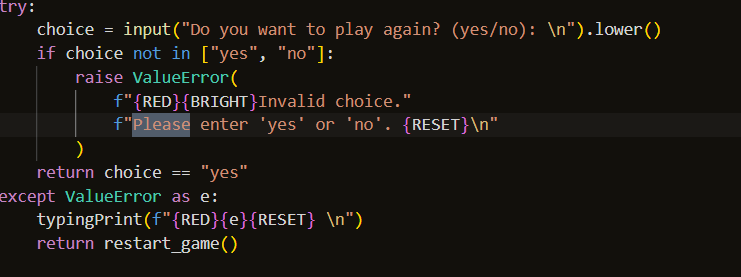 try:
    choice = input("Do you want to play again? (yes/no): \n").lower()
    if choice not in ["yes", "no"]:
        raise ValueError(
            f"{RED}{BRIGHT}Invalid choice."
            f"Please enter 'yes' or 'no'. {RESET}\n"
        )
    return choice == "yes"
except ValueError as e:
    typingPrint(f"{RED}{e}{RESET} \n")
    return restart_game()